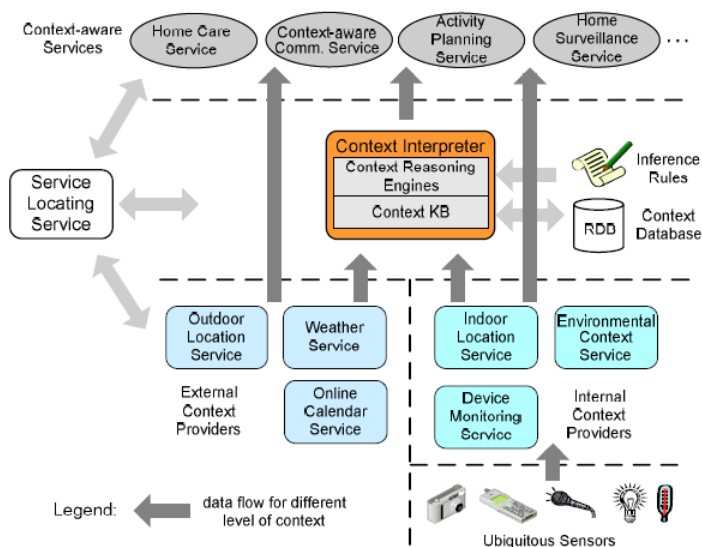 Context-aware
Services
Home Care
Service
Context-aware
Comm. Service
Activity
Planning
Service
Home
Surveillance
Service
...
Service
Locating
Service
Context Interpreter
Context Reasoning
Engines
Context KB
Inference
Rules
RDB
Context
Database
Outdoor
Location
Service
Weather
Service
Indoor
Location
Service
Environmental
Context
Service
External
Context
Providers
Online
Calendar
Service
Device
Monitoring
Service
Internal
Context
Providers
Legend:
data flow for different
level of context
Ubiquitous Sensors